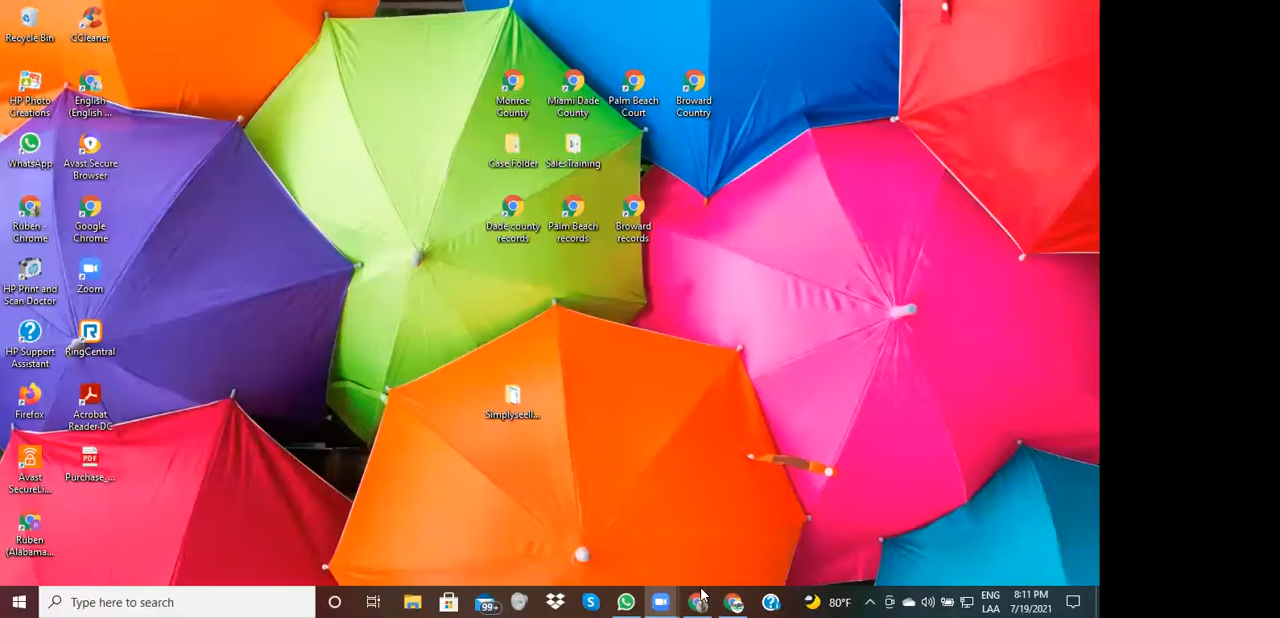 Recycle Bin
CCleaner
HP Photo
Creations
English
(English ...
Monroe
County
Miami Dade
County
Palm Beach
Court
Broward
Country
WhatsApp
Avast Secure
Browser
Case Folder
SalesTraining
Ruben -
Chrome
Google
Chrome
Dade county
records
Palm Beach
records
Broward
records
HP Print and
Scan Doctor
Zoom
HP Support
Assistant
RingCentral
Firefox
Acrobat
Reader DC
Simplyseell...
Avast
SecureLi...
PDF
Purchase_...
Ruben
(Alabama...
Type here to search
99+
80°F
ENG
LAA
8:11 PM
7/19/2021